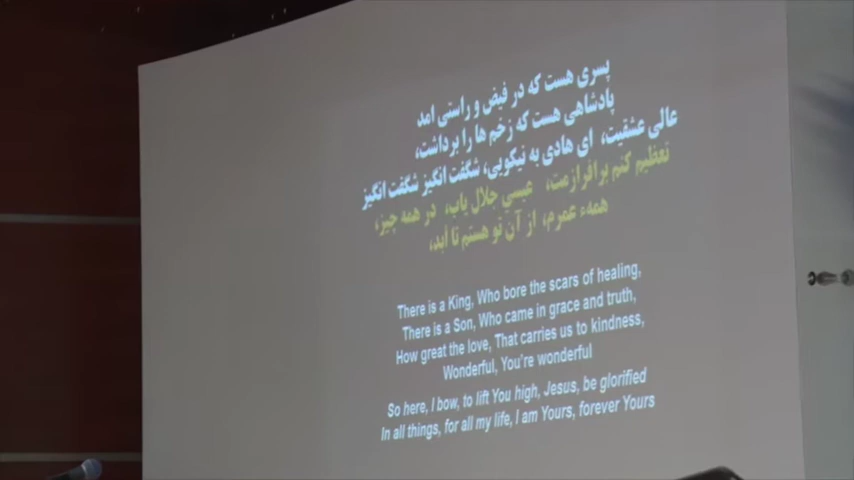 پسری هست که در فیض و راستی امد
پادشاهی هست که زخم ها را برداشت،
عالی عشقیت، ای هادی به نیکویی، شگفت انگیز شگفت انگیز
تعظیم کنم برافرازمت، عیسی جلال یاب، در همه چیز،
همهء عمرم، از آن تو هستم تا أبد،
There is a King, Who bore the scars of healing,
There is a Son, Who came in grace and truth,
How great the love, That carries us to kindness,
Wonderful, You're wonderful
So here, I bow, to lift You high, Jesus, be glorified
In all things, for all my life, I am Yours, forever Yours